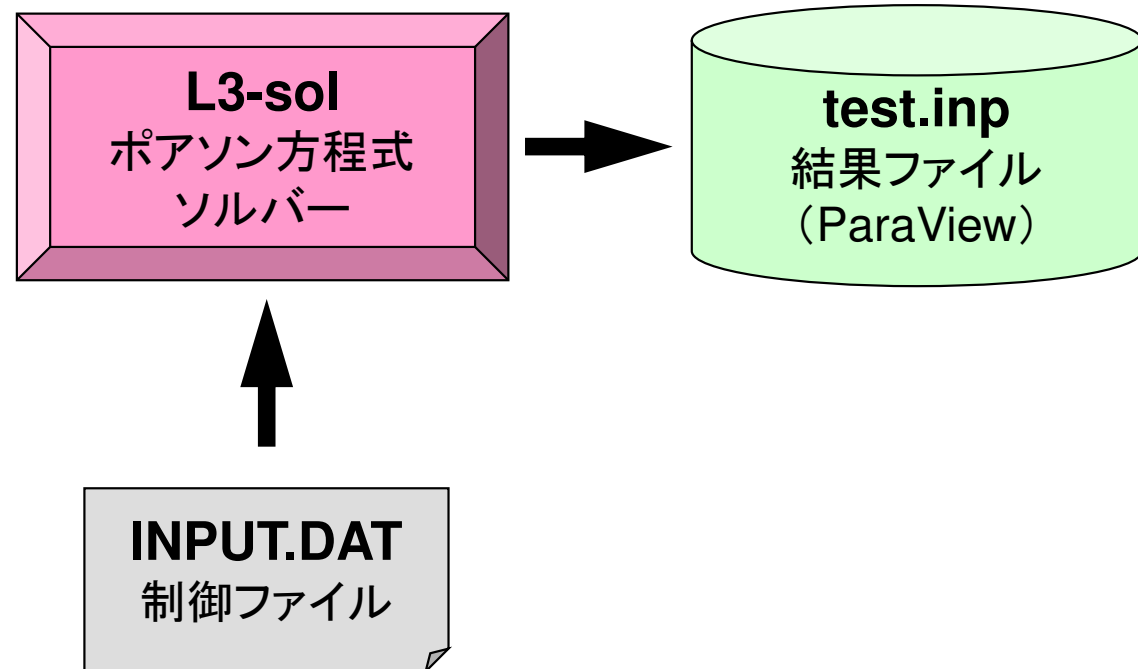 L3-sol
ポアソン方程式
ソルバー
test.inp
結果ファイル
（ParaView）
INPUT.DAT
制御ファイル